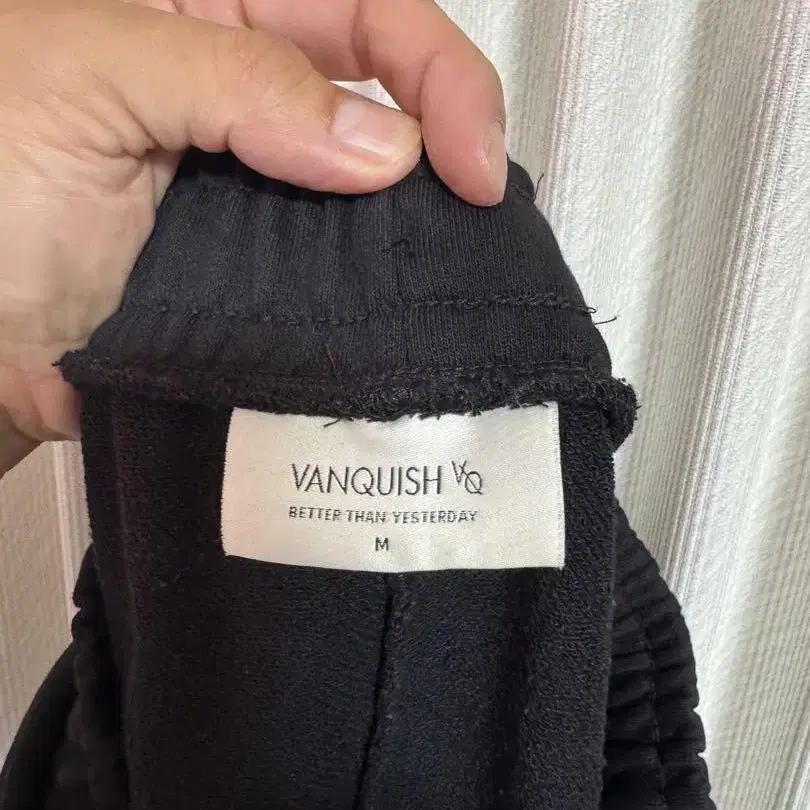 VANQUISH VQ
BETTER THAN YESTERDAY
M